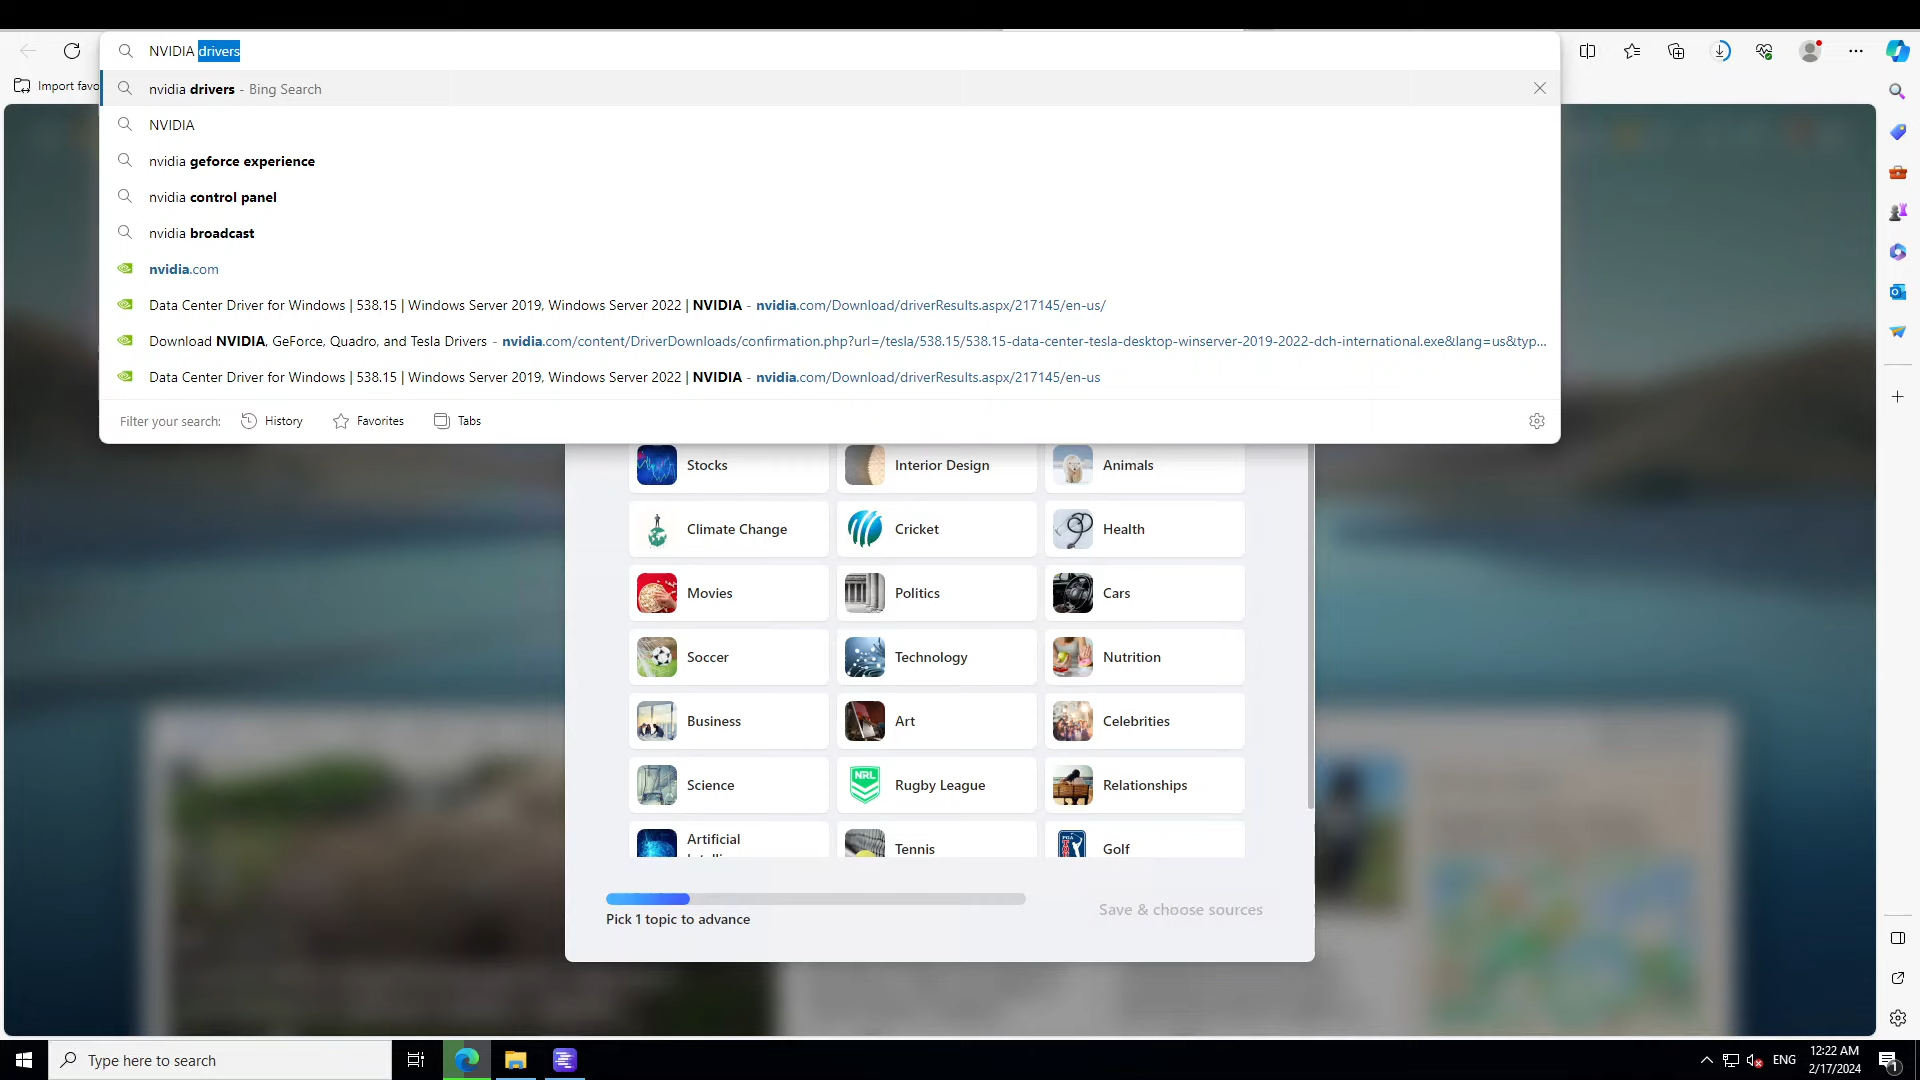 NVIDIA drivers
Import favo
nvidia drivers - Bing Search
NVIDIA
nvidia geforce experience
nvidia control panel
nvidia broadcast
nvidia.com
Data Center Driver for Windows | 538.15 | Windows Server 2019, Windows Server 2022 | NVIDIA - nvidia.com/Download/driverResults.aspx/217145/en-us/
Download NVIDIA, GeForce, Quadro, and Tesla Drivers - nvidia.com/content/DriverDownloads/confirmation.php?url=/tesla/538.15/538.15-data-center-tesla-desktop-winserver-2019-2022-dch-international.exe&lang=us&typ...
Data Center Driver for Windows | 538.15 | Windows Server 2019, Windows Server 2022 | NVIDIA - nvidia.com/Download/driverResults.aspx/217145/en-us
Filter your search: History Favorites Tabs
Stocks Interior Design Animals
Climate Change Cricket Health
Movies Politics Cars
Soccer Technology Nutrition
Business Art Celebrities
Science NRL Rugby League Relationships
Artificial
Tennis PGA Golf
Pick 1 topic to advance
Save & choose sources
Type here to search
ENG
12:22 AM
2/17/2024
1